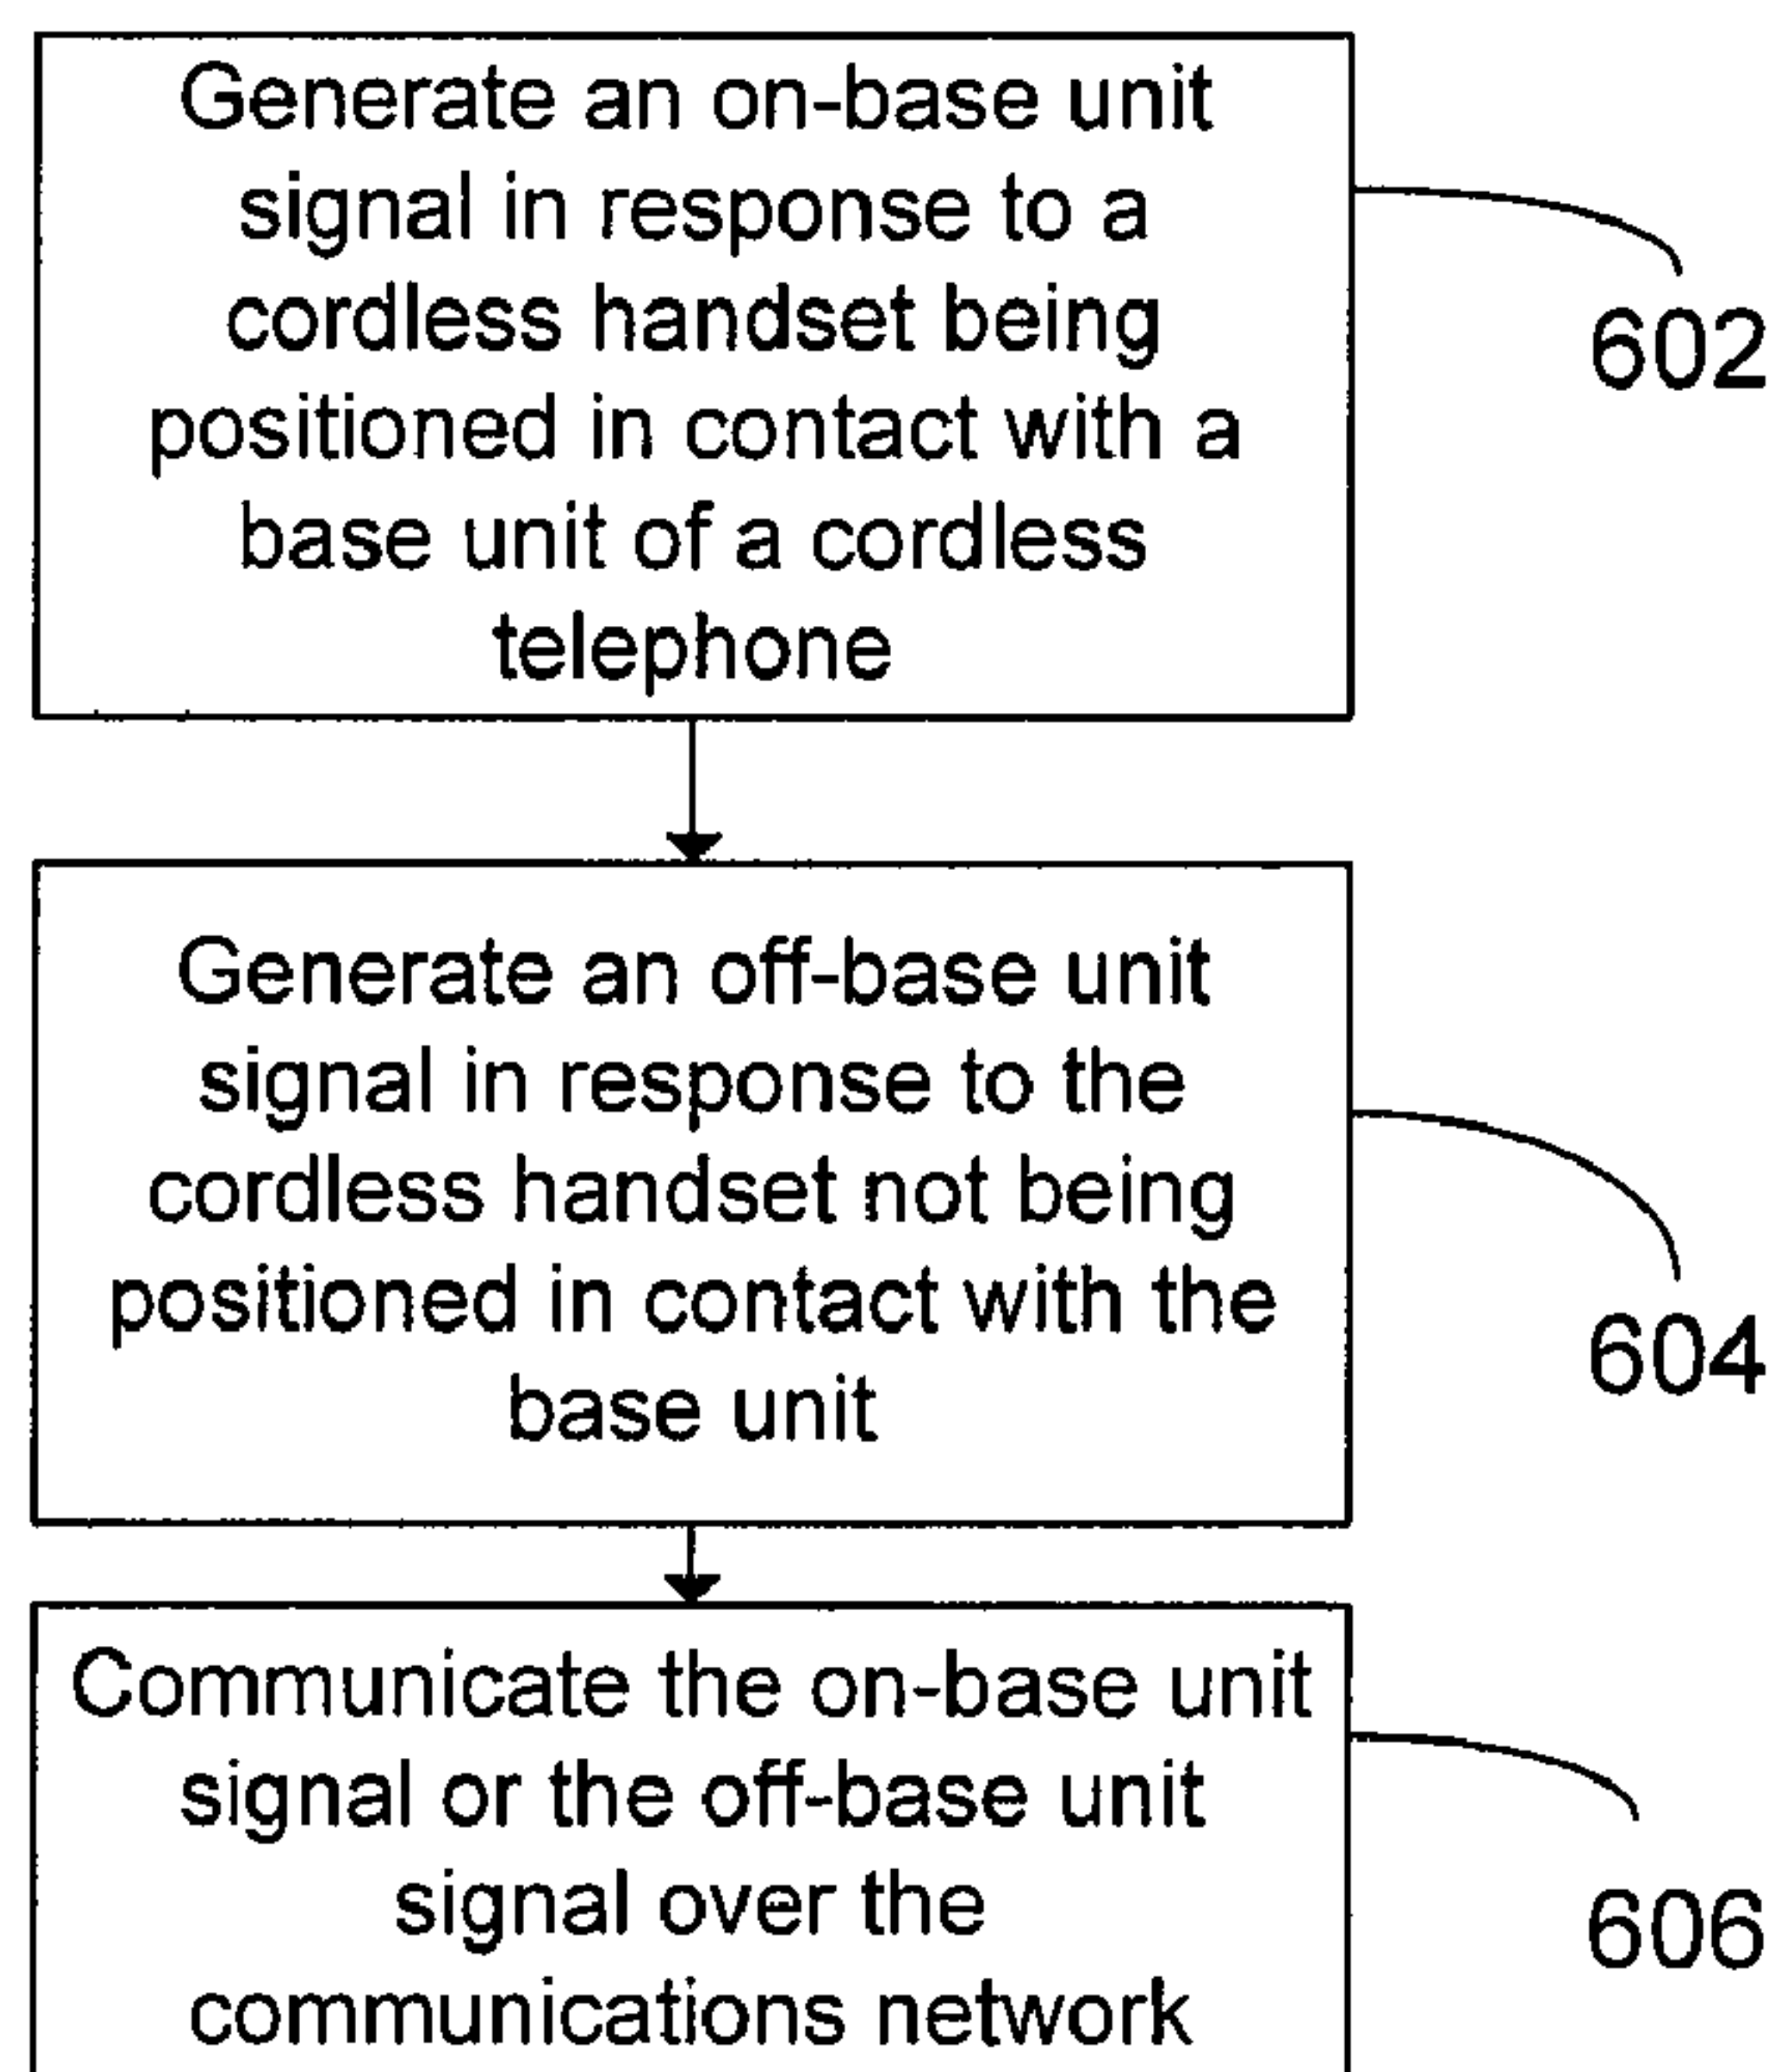 Generate an on-base unit
signal in response to a
cordless handset being
positioned in contact with a
base unit of a cordless
telephone
602
Generate an off-base unit
signal in response to the
cordless handset not being
positioned in contact with the
base unit
604
Communicate the on-base unit
signal or the off-base unit
signal over the
communications network
606